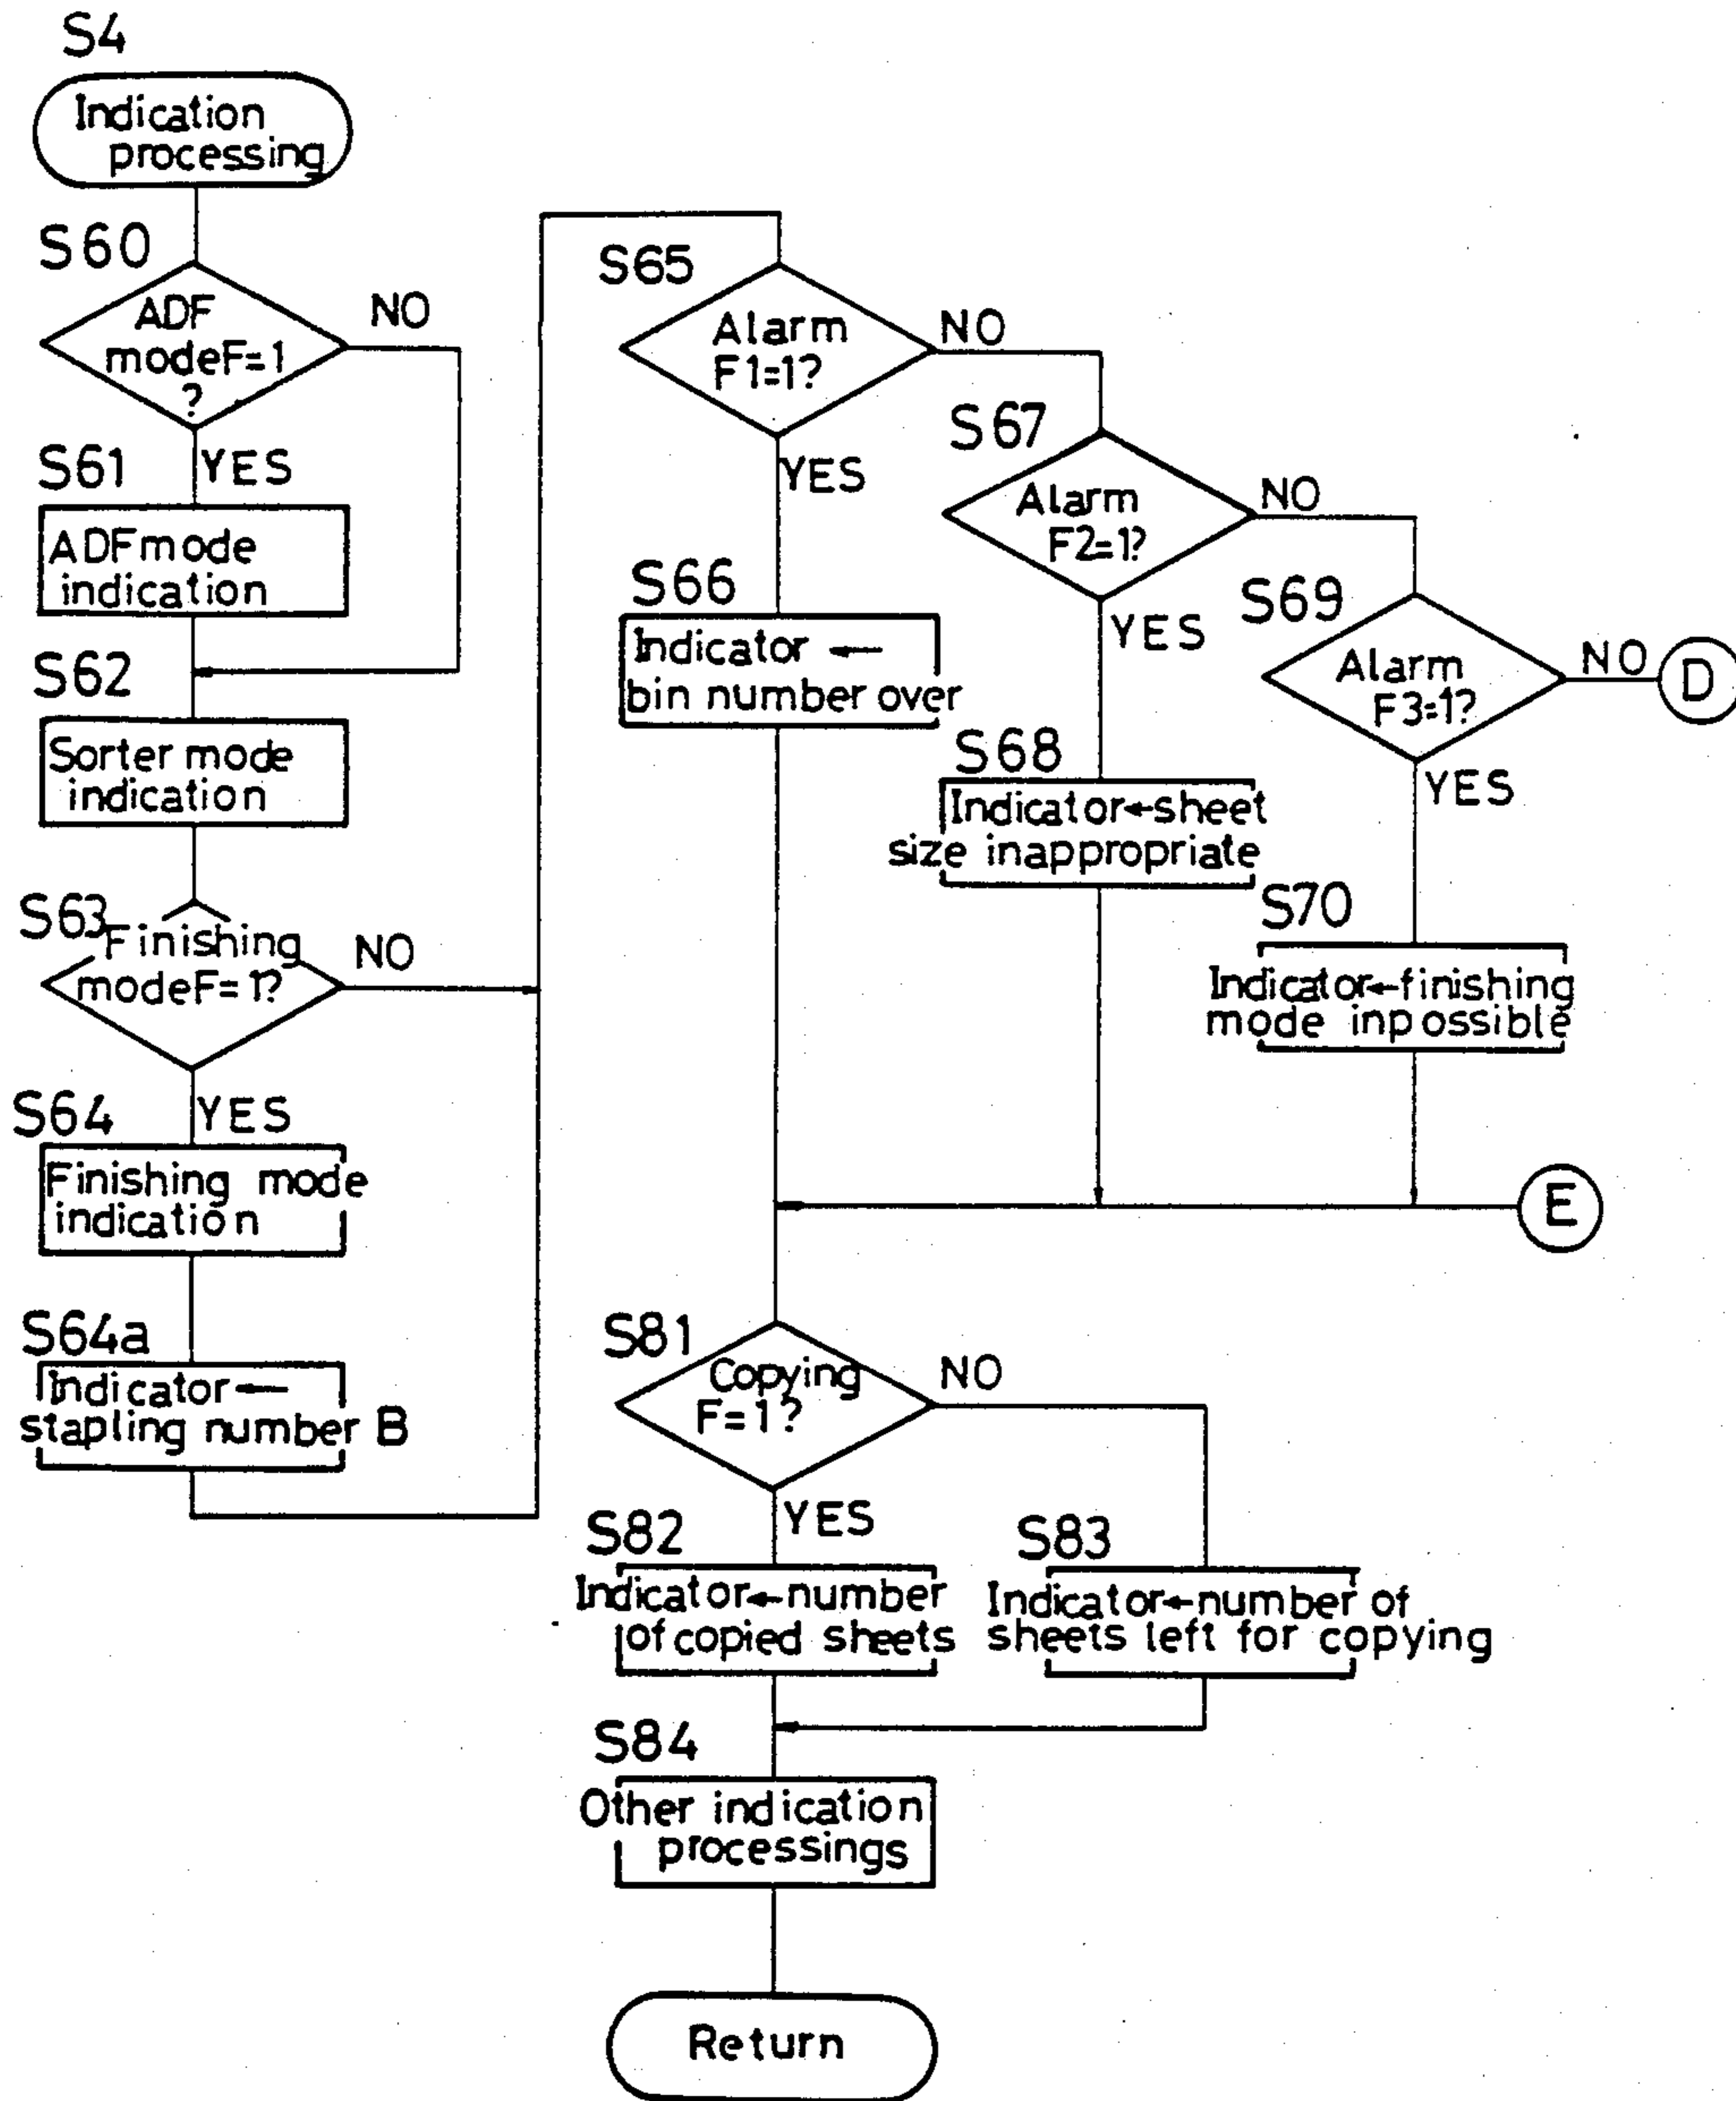 S4
Indication
processing
S60
ADF
modeF=1
?
NO
YES
S61
ADFmode
indication
S62
Sorter mode
indication
S63
Finishing
modeF=1?
NO
YES
S64
Finishing mode
indication
S64a
Indicator←
stapling number B
S65
Alarm
F1=1?
NO
YES
S66
Indicator ←
bin number over
S67
Alarm
F2=1?
NO
YES
S68
Indicator←sheet
size inappropriate
S69
Alarm
F3=1?
NO
D
YES
S70
Indicator←finishing
mode inpossible
E
S81
Copying
F=1?
NO
YES
S82
Indicator←number
of copied sheets
S83
Indicator←number of
sheets left for copying
S84
Other indication
processings
Return